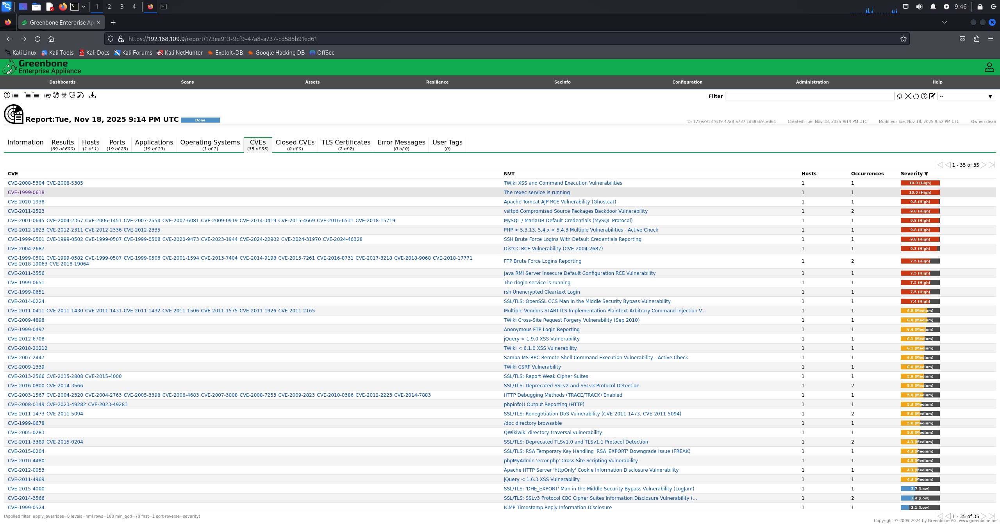 1 2 3 4 9:46
Greenbone Enterprise Ap
https://192.168.109.9/report/173ea913-9cf9-47a8-a737-cd585b91ed61
Kali Linux Kali Tools Kali Docs Kali Forums Kali NetHunter Exploit-DB Google Hacking DB OffSec
Greenbone
Enterprise Appliance
Dashboards Scans Assets Resilience SecInfo Configuration Administration Help
Filter --
Report:Tue, Nov 18, 2025 9:14 PM UTC Done ID: 173ea913-9cf9-47a8-a737-cd585b91ed61 Created: Tue, Nov 18, 2025 9:14 PM UTC Modified: Tue, Nov 18, 2025 9:52 PM UTC Owner: dean
Information Results Hosts Ports Applications Operating Systems CVEs Closed CVEs TLS Certificates Error Messages User Tags
(69 of 600) (1 of 1) (19 of 23) (19 of 19) (1 of 1) (35 of 35) (0 of 0) (2 of 2) (0 of 0) (0)
1 - 35 of 35
CVE NVT Hosts Occurrences Severity ▼
CVE-2008-5304 CVE-2008-5305 TWiki XSS and Command Execution Vulnerabilities 1 1 10.0 (High)
CVE-1999-0618 The rexec service is running 1 1 10.0 (High)
CVE-2020-1938 Apache Tomcat AJP RCE Vulnerability (Ghostcat) 1 1 9.8 (High)
CVE-2011-2523 vsftpd Compromised Source Packages Backdoor Vulnerability 1 2 9.8 (High)
CVE-2001-0645 CVE-2004-2357 CVE-2006-1451 CVE-2007-2554 CVE-2007-6081 CVE-2009-0919 CVE-2014-3419 CVE-2015-4669 CVE-2016-6531 CVE-2018-15719 MySQL / MariaDB Default Credentials (MySQL Protocol) 1 1 9.8 (High)
CVE-2012-1823 CVE-2012-2311 CVE-2012-2336 CVE-2012-2335 PHP < 5.3.13, 5.4.x < 5.4.3 Multiple Vulnerabilities - Active Check 1 1 9.8 (High)
CVE-1999-0501 CVE-1999-0502 CVE-1999-0507 CVE-1999-0508 CVE-2020-9473 CVE-2023-1944 CVE-2024-22902 CVE-2024-31970 CVE-2024-46328 SSH Brute Force Logins With Default Credentials Reporting 1 1 9.8 (High)
CVE-2004-2687 DistCC RCE Vulnerability (CVE-2004-2687) 1 1 9.3 (High)
CVE-1999-0501 CVE-1999-0502 CVE-1999-0507 CVE-1999-0508 CVE-2001-1594 CVE-2013-7404 CVE-2014-9198 CVE-2015-7261 CVE-2016-8731 CVE-2017-8218 CVE-2018-9068 CVE-2018-17771
CVE-2018-19063 CVE-2018-19064 FTP Brute Force Logins Reporting 1 2 7.5 (High)
CVE-2011-3556 Java RMI Server Insecure Default Configuration RCE Vulnerability 1 1 7.5 (High)
CVE-1999-0651 The rlogin service is running 1 1 7.5 (High)
CVE-1999-0651 rsh Unencrypted Cleartext Login 1 1 7.5 (High)
CVE-2014-0224 SSL/TLS: OpenSSL CCS Man in the Middle Security Bypass Vulnerability 1 1 7.4 (High)
CVE-2011-0411 CVE-2011-1430 CVE-2011-1431 CVE-2011-1432 CVE-2011-1506 CVE-2011-1575 CVE-2011-1926 CVE-2011-2165 Multiple Vendors STARTTLS Implementation Plaintext Arbitrary Command Injection V... 1 1 6.8 (Medium)
CVE-2009-4898 TWiki Cross-Site Request Forgery Vulnerability (Sep 2010) 1 1 6.8 (Medium)
CVE-1999-0497 Anonymous FTP Login Reporting 1 1 6.4 (Medium)
CVE-2012-6708 jQuery < 1.9.0 XSS Vulnerability 1 1 6.1 (Medium)
CVE-2018-20212 TWiki < 6.1.0 XSS Vulnerability 1 1 6.1 (Medium)
CVE-2007-2447 Samba MS-RPC Remote Shell Command Execution Vulnerability - Active Check 1 1 6.0 (Medium)
CVE-2009-1339 TWiki CSRF Vulnerability 1 1 6.0 (Medium)
CVE-2013-2566 CVE-2015-2808 CVE-2015-4000 SSL/TLS: Report Weak Cipher Suites 1 1 5.9 (Medium)
CVE-2016-0800 CVE-2014-3566 SSL/TLS: Deprecated SSLv2 and SSLv3 Protocol Detection 1 2 5.9 (Medium)
CVE-2003-1567 CVE-2004-2320 CVE-2004-2763 CVE-2005-3398 CVE-2006-4683 CVE-2007-3008 CVE-2008-7253 CVE-2009-2823 CVE-2010-0386 CVE-2012-2223 CVE-2014-7883 HTTP Debugging Methods (TRACE/TRACK) Enabled 1 1 5.8 (Medium)
CVE-2008-0149 CVE-2023-49282 CVE-2023-49283 phpinfo() Output Reporting (HTTP) 1 1 5.3 (Medium)
CVE-2011-1473 CVE-2011-5094 SSL/TLS: Renegotiation DoS Vulnerability (CVE-2011-1473, CVE-2011-5094) 1 2 5.0 (Medium)
CVE-1999-0678 /doc directory browsable 1 1 5.0 (Medium)
CVE-2005-0283 QWikiwiki directory traversal vulnerability 1 1 5.0 (Medium)
CVE-2011-3389 CVE-2015-0204 SSL/TLS: Deprecated TLSv1.0 and TLSv1.1 Protocol Detection 1 2 4.3 (Medium)
CVE-2015-0204 SSL/TLS: RSA Temporary Key Handling 'RSA_EXPORT' Downgrade Issue (FREAK) 1 1 4.3 (Medium)
CVE-2010-4480 phpMyAdmin 'error.php' Cross Site Scripting Vulnerability 1 1 4.3 (Medium)
CVE-2012-0053 Apache HTTP Server 'httpOnly' Cookie Information Disclosure Vulnerability 1 1 4.3 (Medium)
CVE-2011-4969 jQuery < 1.6.3 XSS Vulnerability 1 1 4.3 (Medium)
CVE-2015-4000 SSL/TLS: 'DHE_EXPORT' Man in the Middle Security Bypass Vulnerability (LogJam) 1 1 3.7 (Low)
CVE-2014-3566 SSL/TLS: SSLv3 Protocol CBC Cipher Suites Information Disclosure Vulnerability (... 1 2 3.4 (Low)
CVE-1999-0524 ICMP Timestamp Reply Information Disclosure 1 1 2.1 (Low)
(Applied filter: apply_overrides=0 levels=hml rows=100 min_qod=70 first=1 sort-reverse=severity) 1 - 35 of 35
Copyright © 2009-2024 by Greenbone AG, www.greenbone.net